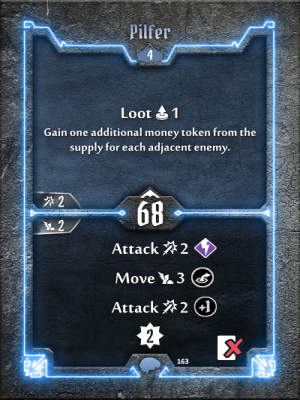 Pilfer
4
Loot 1
Gain one additional money token from the
supply for each adjacent enemy.
2
68
2
Attack 2
Move 3
Attack 2 +1
2
163